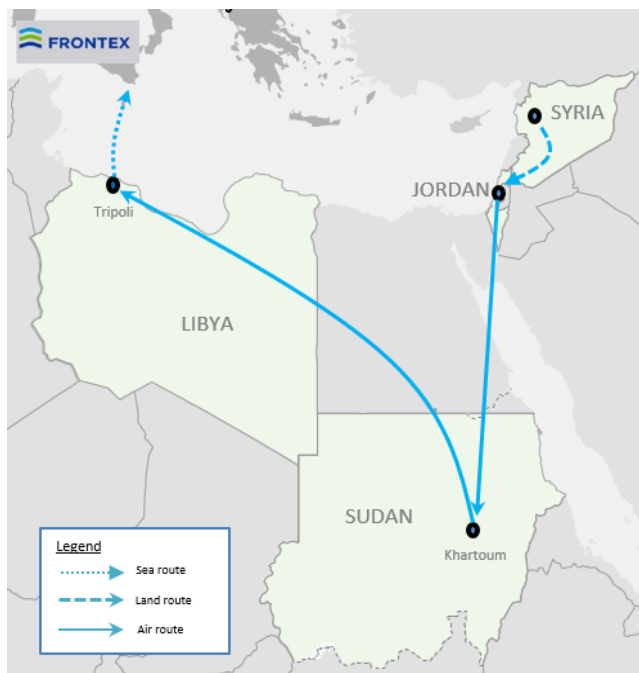 FRONTEX
SYRIA
JORDAN
Tripoli
LIBYA
SUDAN
Khartoum
Legend
Sea route
Land route
Air route